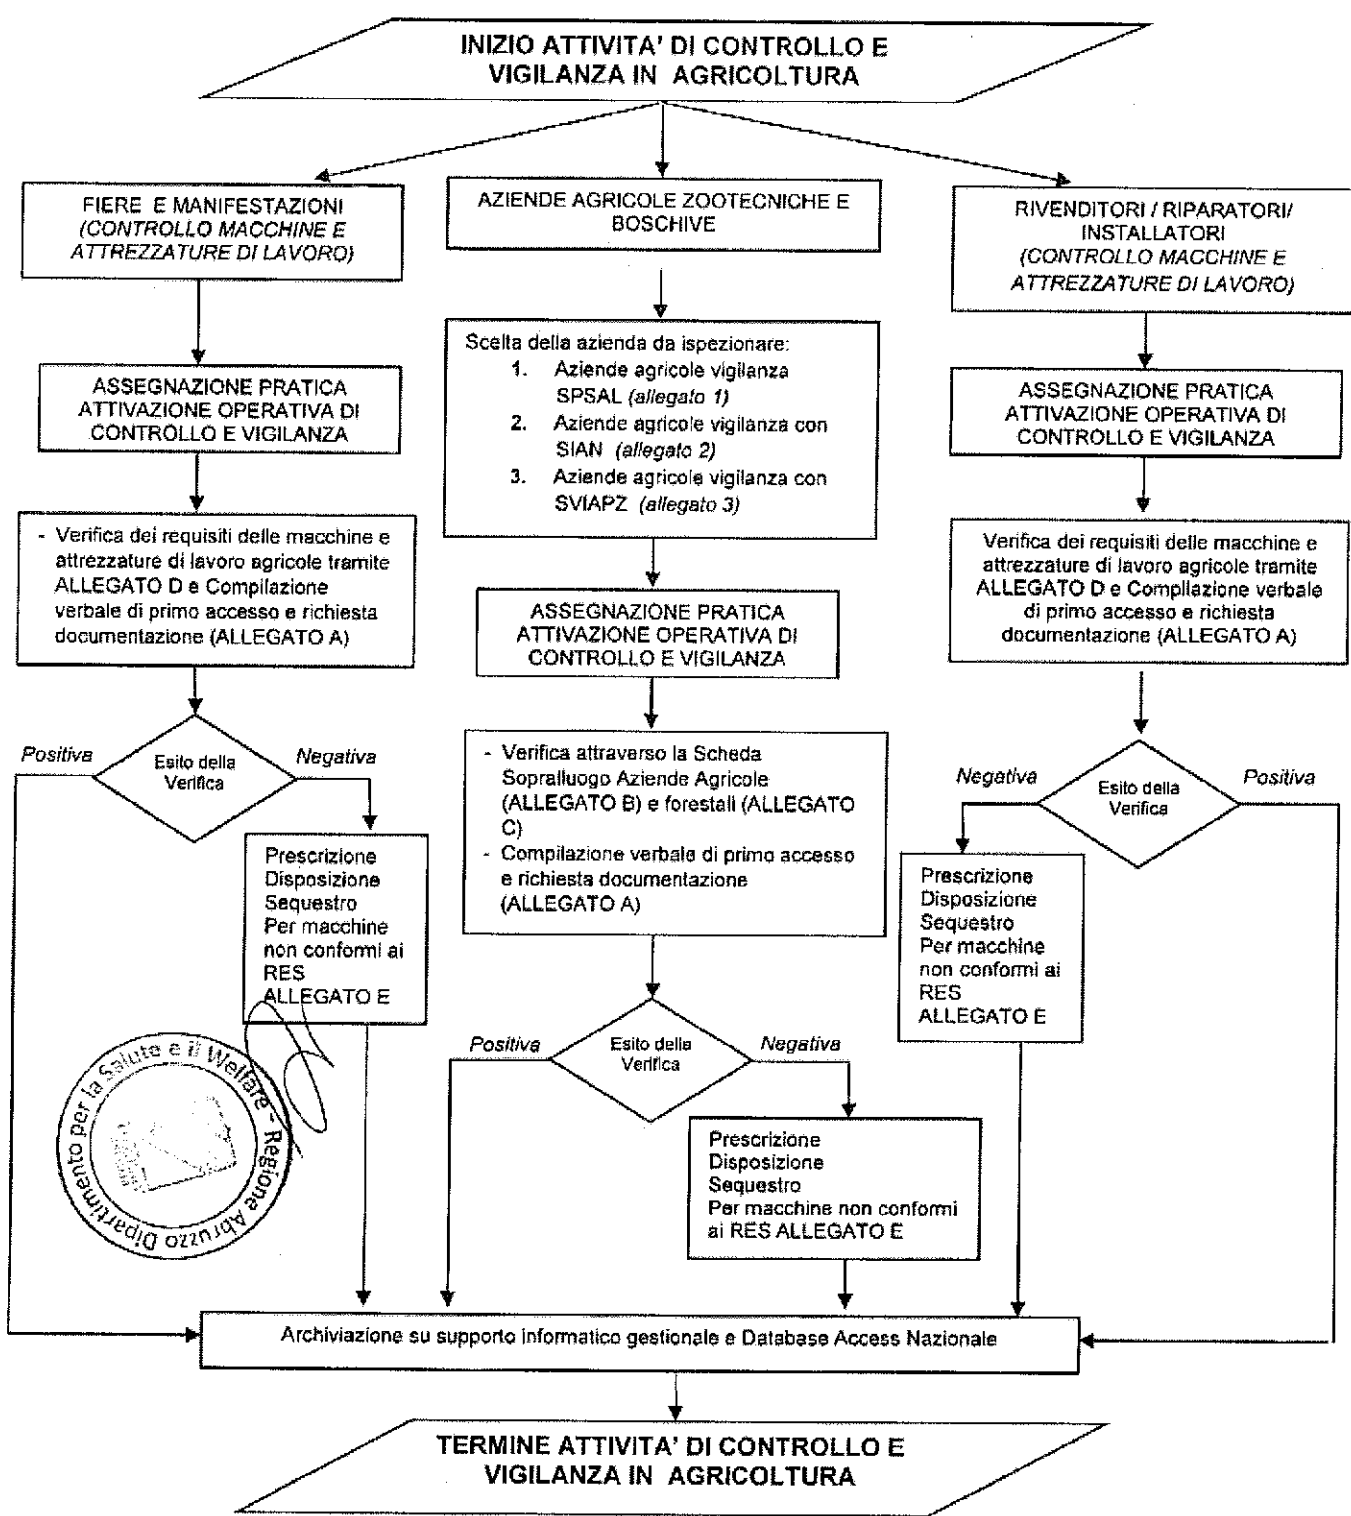 INIZIO ATTIVITA' DI CONTROLLO E
VIGILANZA IN AGRICOLTURA
FIERE E MANIFESTAZIONI
(CONTROLLO MACCHINE E
ATTREZZATURE DI LAVORO)
ASSEGNAZIONE PRATICA
ATTIVAZIONE OPERATIVA DI
CONTROLLO E VIGILANZA
- Verifica dei requisiti delle macchine e
attrezzature di lavoro agricole tramite
ALLEGATO D e Compilazione
verbale di primo accesso e richiesta
documentazione (ALLEGATO A)
Positiva
Esito della
Verifica
Negativa
Prescrizione
Disposizione
Sequestro
Per macchine
non conformi ai
RES
ALLEGATO E
AZIENDE AGRICOLE ZOOTECNICHE E
BOSCHIVE
Scelta della azienda da ispezionare:
1. Aziende agricole vigilanza
SPSAL (allegato 1)
2. Aziende agricole vigilanza con
SIAN (allegato 2)
3. Aziende agricole vigilanza con
SVIAPZ (allegato 3)
ASSEGNAZIONE PRATICA
ATTIVAZIONE OPERATIVA DI
CONTROLLO E VIGILANZA
- Verifica attraverso la Scheda
Sopralluogo Aziende Agricole
(ALLEGATO B) e forestali (ALLEGATO
C)
- Compilazione verbale di primo accesso
e richiesta documentazione
(ALLEGATO A)
Positiva
Esito della
Verifica
Negativa
Prescrizione
Disposizione
Sequestro
Per macchine non conformi
ai RES ALLEGATO E
RIVENDITORI / RIPARATORI/
INSTALLATORI
(CONTROLLO MACCHINE E
ATTREZZATURE DI LAVORO)
ASSEGNAZIONE PRATICA
ATTIVAZIONE OPERATIVA DI
CONTROLLO E VIGILANZA
Verifica dei requisiti delle macchine e
attrezzature di lavoro agricole tramite
ALLEGATO D e Compilazione verbale
di primo accesso e richiesta
documentazione (ALLEGATO A)
Negativa
Esito della
Verifica
Positiva
Prescrizione
Disposizione
Sequestro
Per macchine
non conformi ai
RES
ALLEGATO E
Dipartimento per la Salute e il Welfare - Regione Abruzzo
Archiviazione su supporto informatico gestionale e Database Access Nazionale
TERMINE ATTIVITA' DI CONTROLLO E
VIGILANZA IN AGRICOLTURA